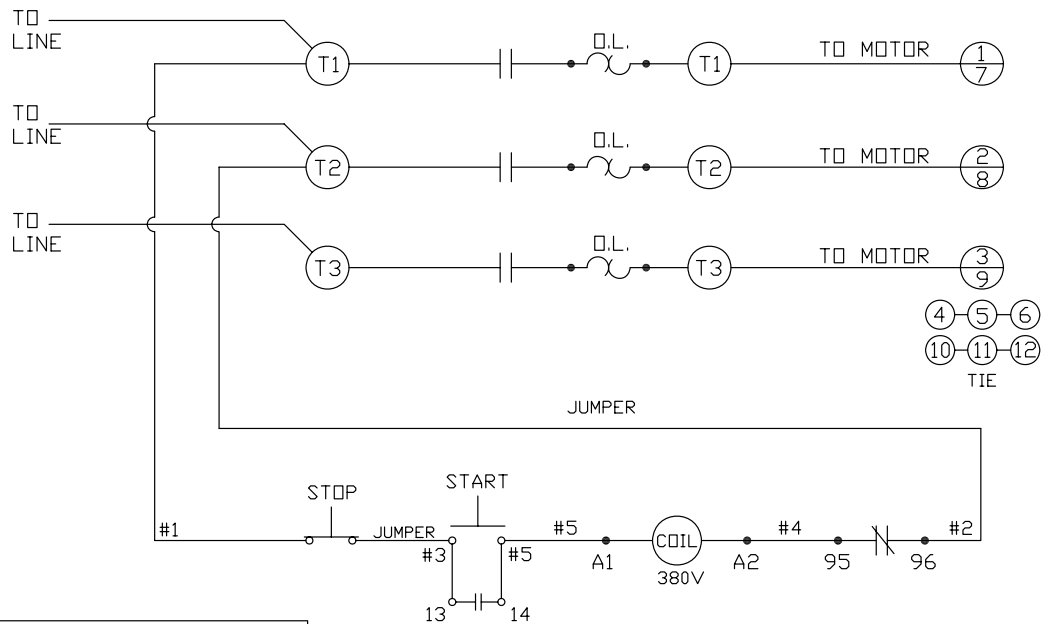 TO
LINE
T1
O.L.
T1
TO MOTOR
1
7
TO
LINE
T2
O.L.
T2
TO MOTOR
2
8
TO
LINE
T3
O.L.
T3
TO MOTOR
3
9
4 5 6
10 11 12
TIE
JUMPER
START
STOP
#1
JUMPER
#3
#5
#5
A1
COIL
380V
A2
#4
95
96
#2
13
14